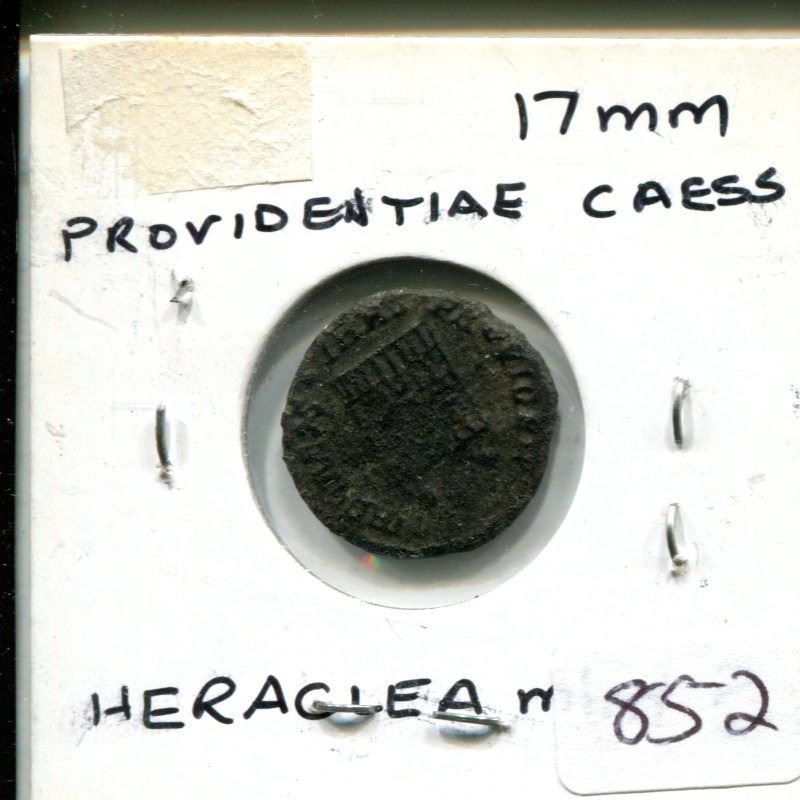 17mm
PROVIDENTIAE CAESS
HERACLEA m
852